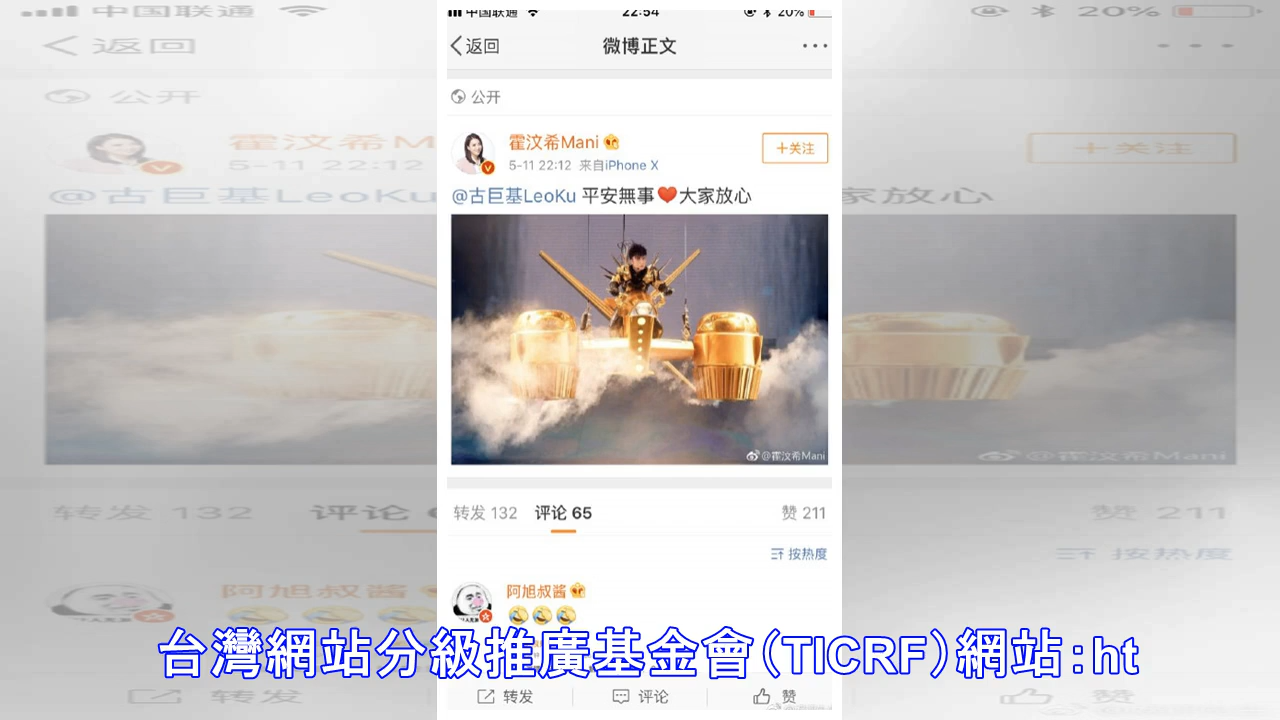 中国联通 22:54 20%
返回 微博正文
公开
霍汶希Mani
+关注
5-11 22:12 来自iPhone X
@古巨基LeoKu 平安無事❤️大家放心
@霍汶希Mani
转发 132 评论 65 赞 211
按热度
阿旭叔酱
台灣網站分級推廣基金會(TICRF)網站:ht
转发 评论 赞